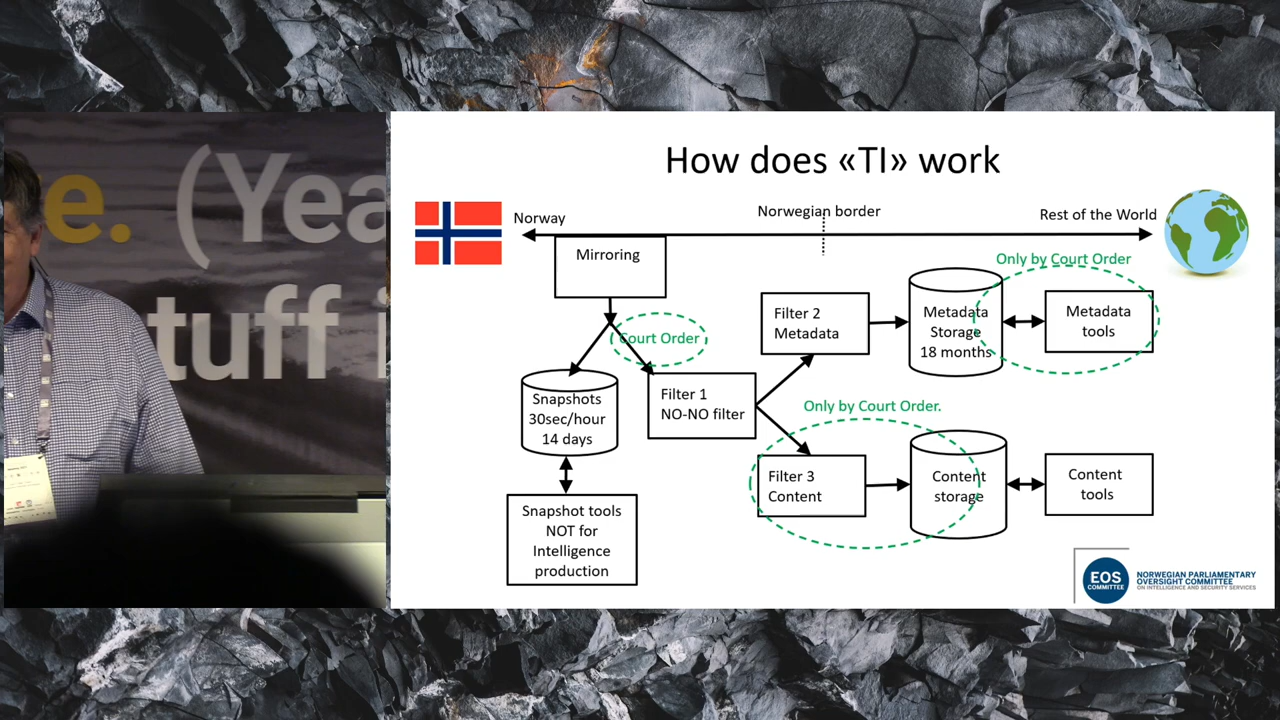 e. (Yea
tuff i
How does «TI» work
Norway
Norwegian border
Rest of the World
Mirroring
Only by Court Order
Court Order
Filter 2
Metadata
Metadata
Storage
18 months
Metadata
tools
Snapshots
30sec/hour
14 days
Filter 1
NO-NO filter
Only by Court Order.
Filter 3
Content
Content
storage
Content
tools
Snapshot tools
NOT for
Intelligence
production
EOS
COMMITTEE
NORWEGIAN PARLIAMENTARY
OVERSIGHT COMMITTEE
ON INTELLIGENCE AND SECURITY SERVICES